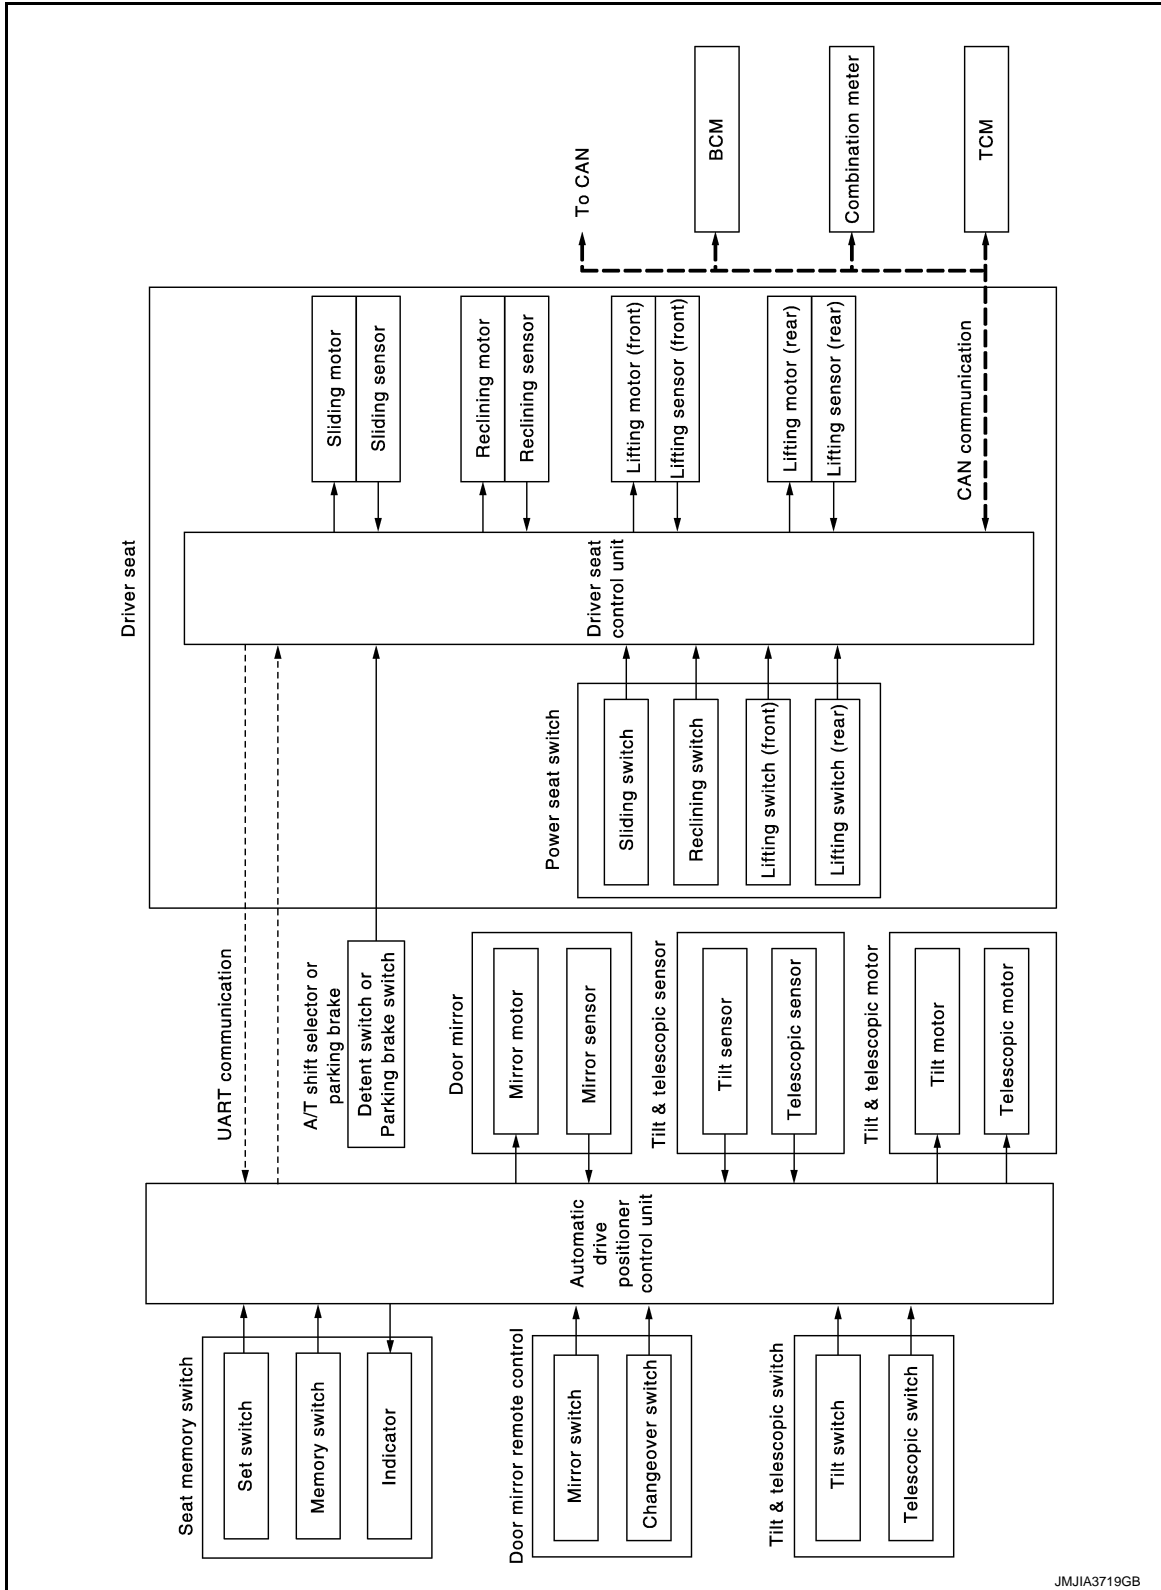 Seat memory switch
Set switch
Memory switch
Indicator
Door mirror remote control
Mirror switch
Changeover switch
Tilt & telescopic switch
Tilt switch
Telescopic switch
Automatic
drive
positioner
control unit
UART communication
A/T shift selector or
parking brake
Detent switch or
Parking brake switch
Door mirror
Mirror motor
Mirror sensor
Tilt & telescopic sensor
Tilt sensor
Telescopic sensor
Tilt & telescopic motor
Tilt motor
Telescopic motor
Driver seat
Power seat switch
Sliding switch
Reclining switch
Lifting switch (front)
Lifting switch (rear)
Driver seat
control unit
Sliding motor
Sliding sensor
Reclining motor
Reclining sensor
Lifting motor (front)
Lifting sensor (front)
Lifting motor (rear)
Lifting sensor (rear)
CAN communication
To CAN
BCM
Combination meter
TCM
JMJIA3719GB